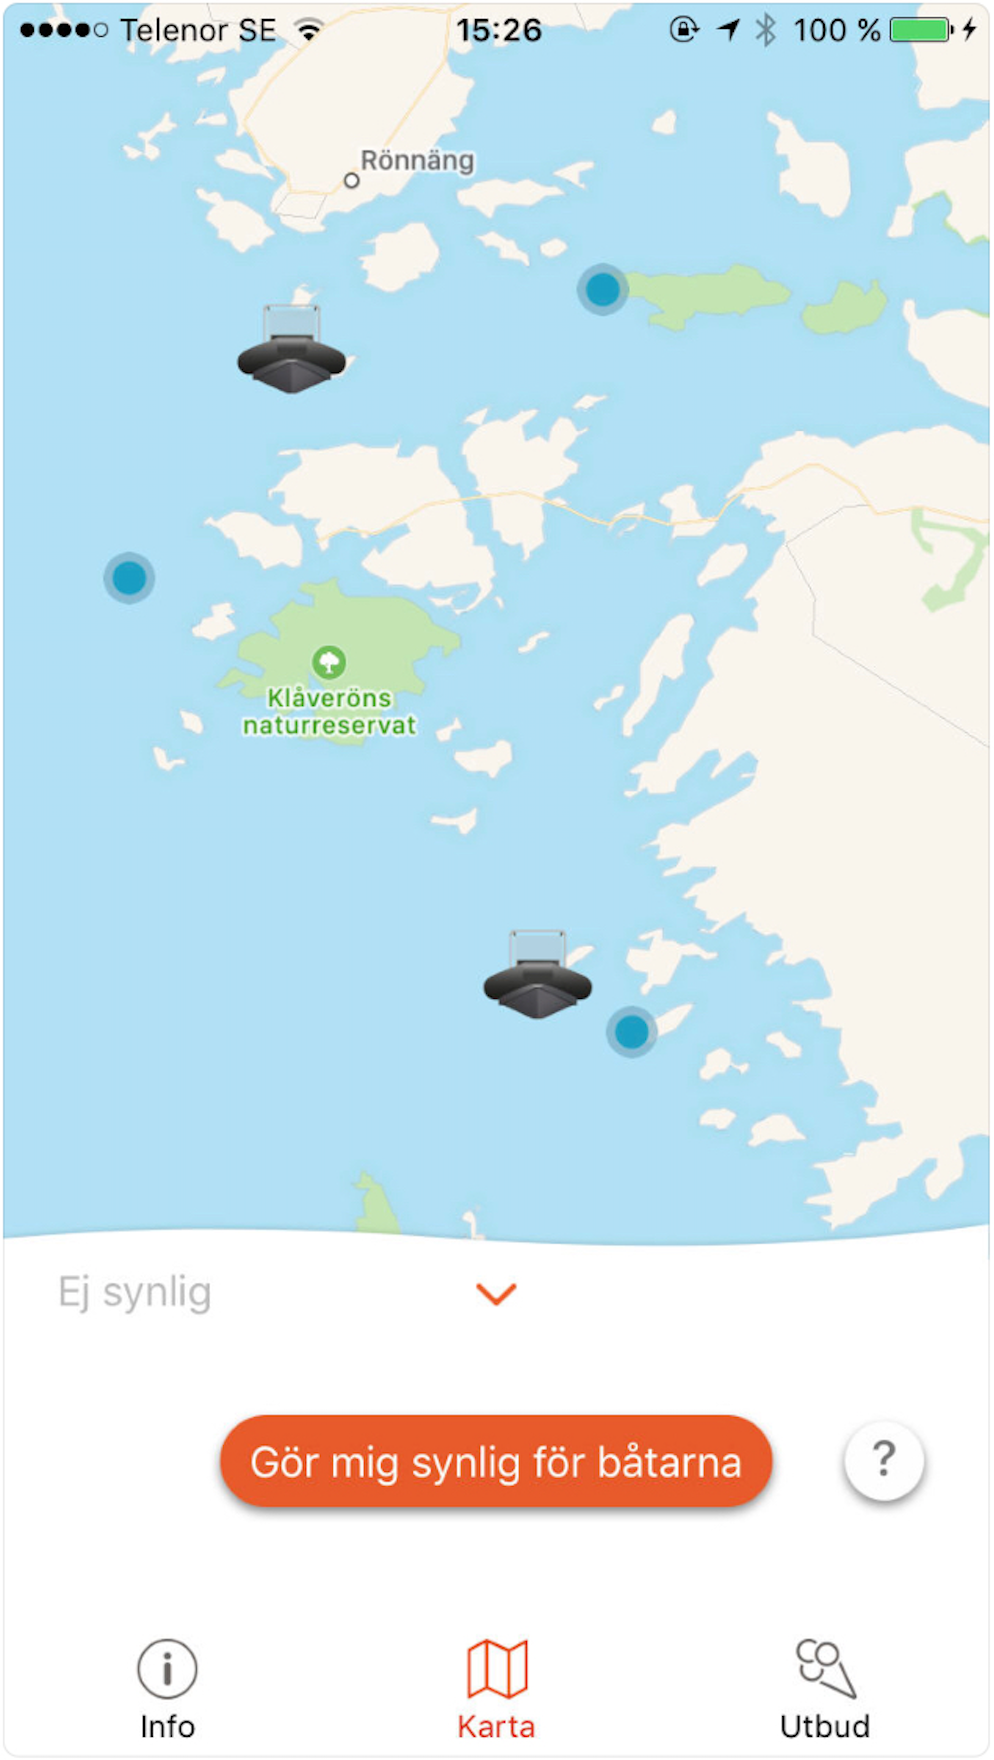 Telenor SE 15:26 100 %
Rönnäng
Klåveröns
naturreservat
Ej synlig
Gör mig synlig för båtarna
?
Info
Karta
Utbud